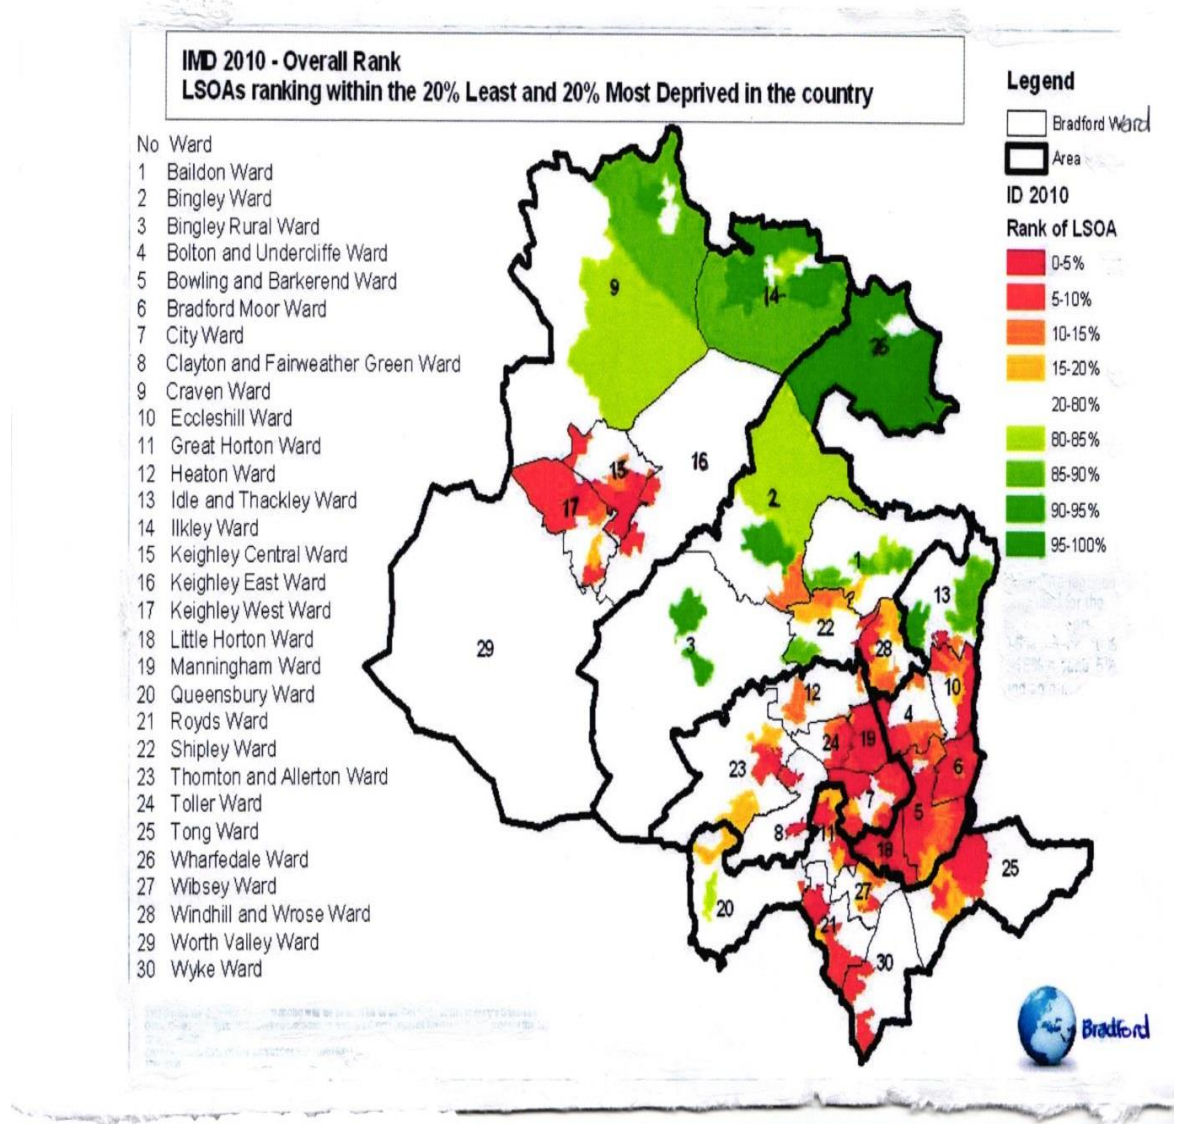 IMD 2010 - Overall Rank
LSOAs ranking within the 20% Least and 20% Most Deprived in the country
No Ward
1 Baildon Ward
2 Bingley Ward
3 Bingley Rural Ward
4 Bolton and Undercliffe Ward
5 Bowling and Barkerend Ward
6 Bradford Moor Ward
7 City Ward
8 Clayton and Fairweather Green Ward
9 Craven Ward
10 Eccleshill Ward
11 Great Horton Ward
12 Heaton Ward
13 Idle and Thackley Ward
14 Ilkley Ward
15 Keighley Central Ward
16 Keighley East Ward
17 Keighley West Ward
18 Little Horton Ward
19 Manningham Ward
20 Queensbury Ward
21 Royds Ward
22 Shipley Ward
23 Thornton and Allerton Ward
24 Toller Ward
25 Tong Ward
26 Wharfedale Ward
27 Wibsey Ward
28 Windhill and Wrose Ward
29 Worth Valley Ward
30 Wyke Ward
9
14
26
15
16
17
2
1
13
29
3
22
28
12
10
4
24
19
23
6
7
5
8
11
18
25
27
20
21
30
Legend
Bradford Ward
Area
ID 2010
Rank of LSOA
0-5%
5-10%
10-15%
15-20%
20-80%
80-85%
85-90%
90-95%
95-100%
Bradford